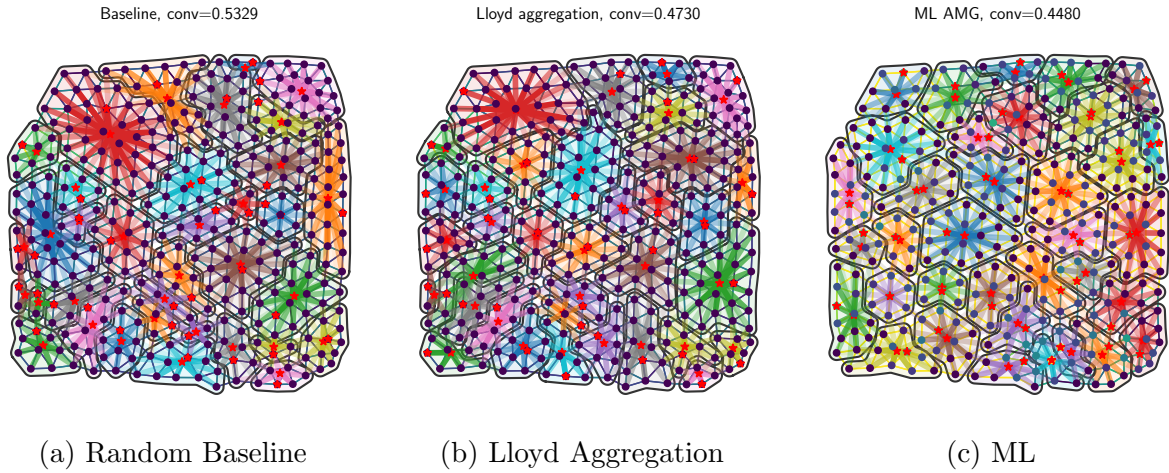 Baseline, conv=0.5329
Lloyd aggregation, conv=0.4730
ML AMG, conv=0.4480
(a) Random Baseline
(b) Lloyd Aggregation
(c) ML